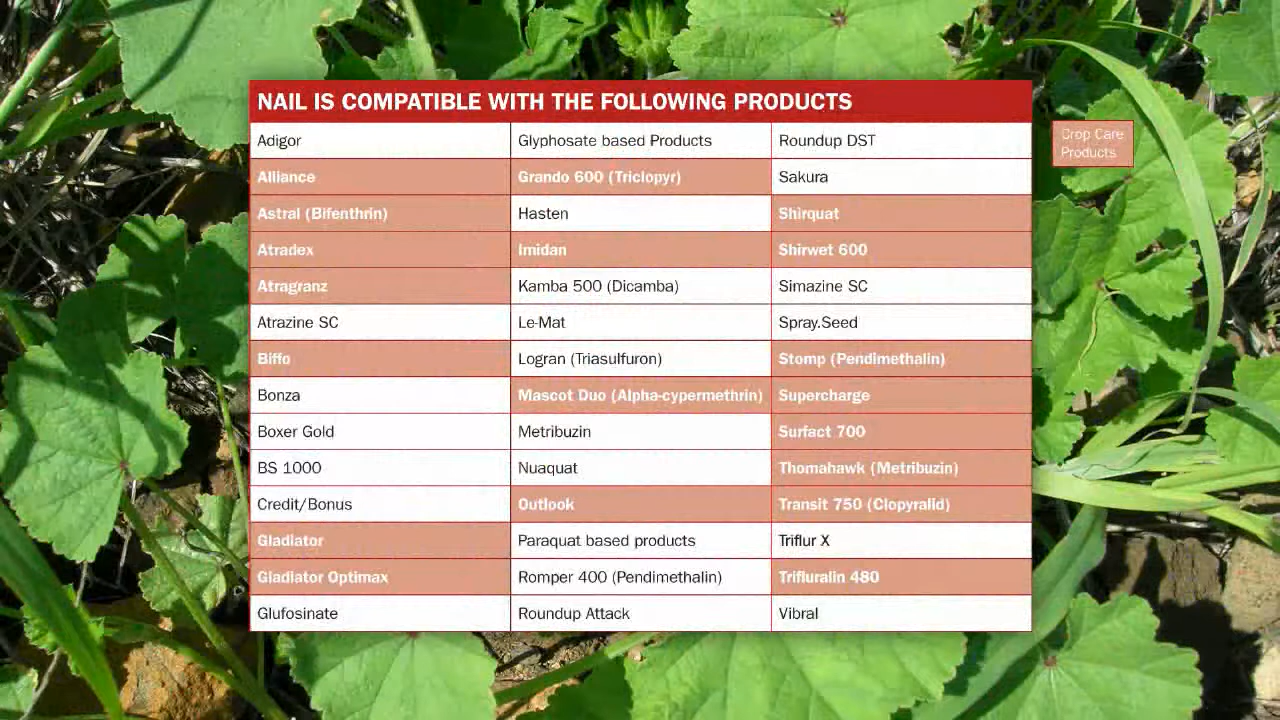 NAIL IS COMPATIBLE WITH THE FOLLOWING PRODUCTS
Adigor Glyphosate based Products Roundup DST
Alliance Grando 600 (Triclopyr) Sakura
Astral (Bifenthrin) Hasten Shirquat
Atradex Imidan Shirwet 600
Atragranz Kamba 500 (Dicamba) Simazine SC
Atrazine SC Le-Mat Spray.Seed
Biffo Logran (Triasulfuron) Stomp (Pendimethalin)
Bonza Mascot Duo (Alpha-cypermethrin) Supercharge
Boxer Gold Metribuzin Surfact 700
BS 1000 Nuaquat Thomahawk (Metribuzin)
Credit/Bonus Outlook Transit 750 (Clopyralid)
Gladiator Paraquat based products Triflur X
Gladiator Optimax Romper 400 (Pendimethalin) Trifluralin 480
Glufosinate Roundup Attack Vibral
Crop Care
Products